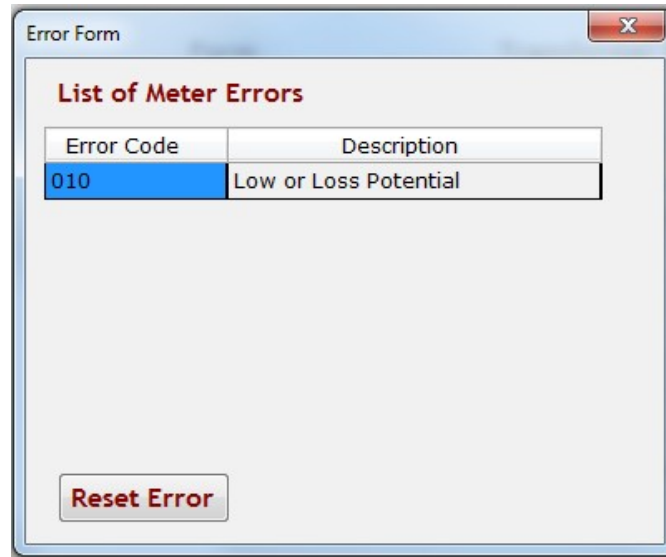 Error Form
List of Meter Errors
Error Code Description
010 Low or Loss Potential
Reset Error